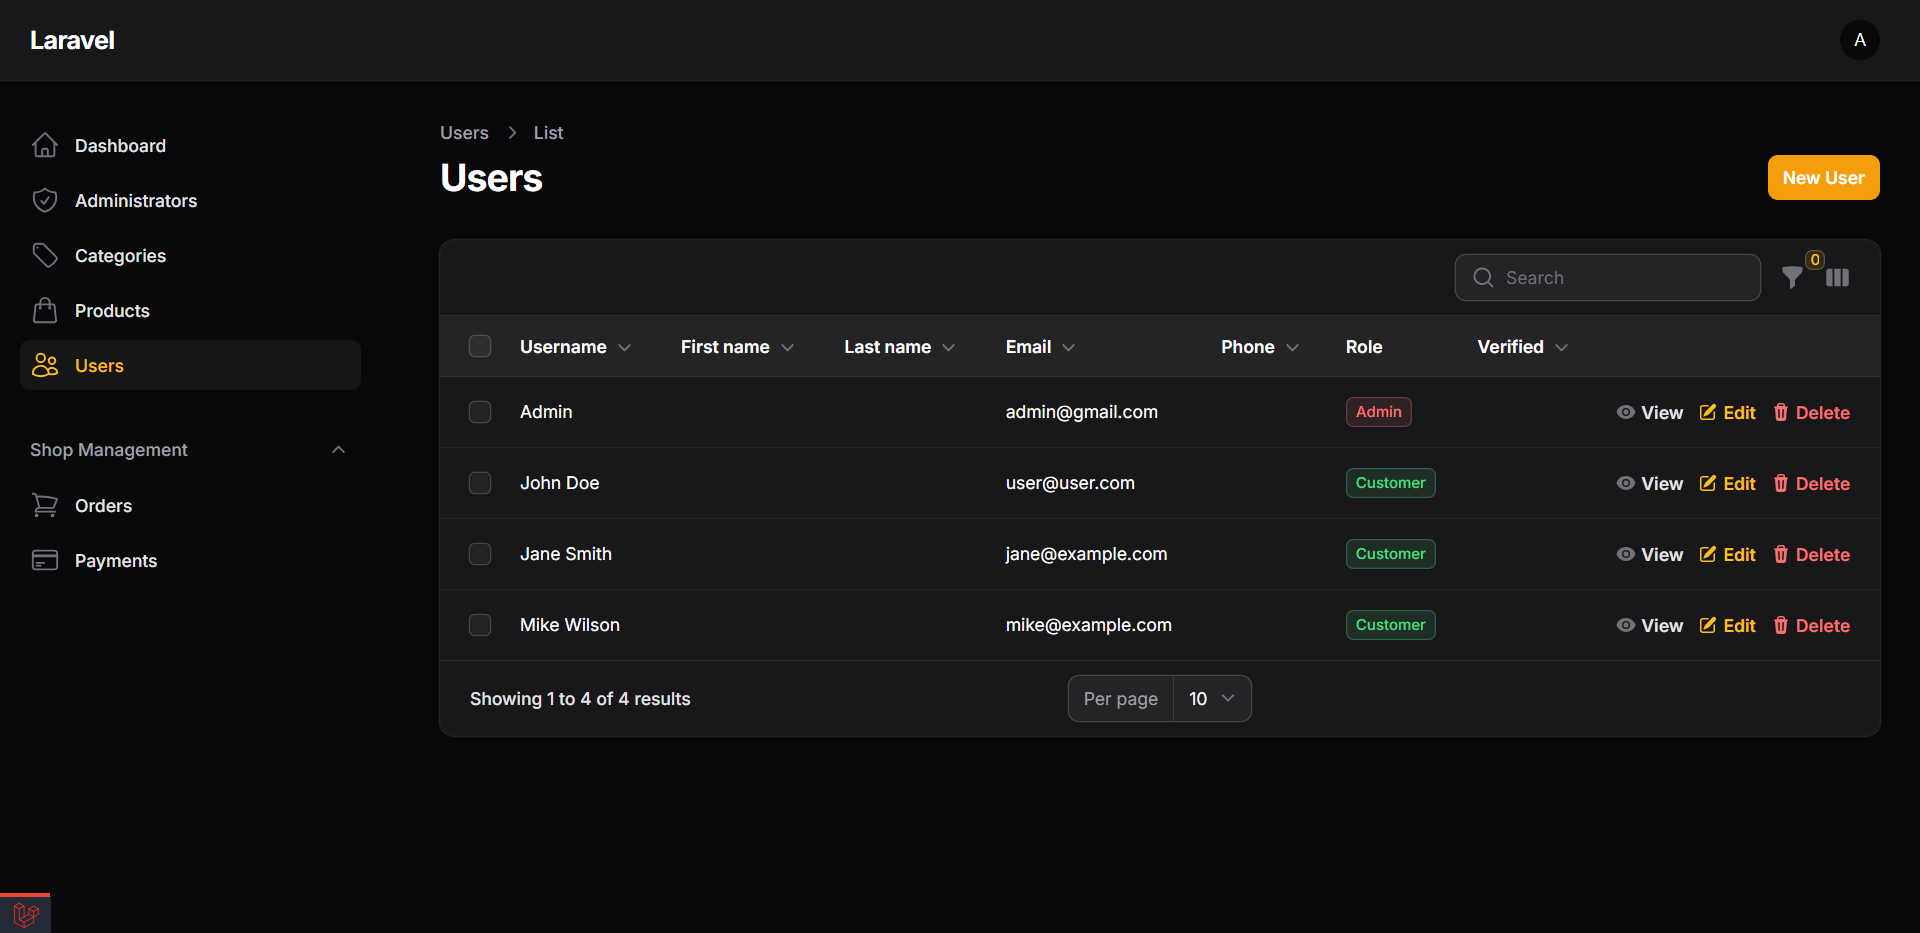 Laravel
A
Dashboard
Administrators
Categories
Products
Users
Shop Management
Orders
Payments
Users List
Users
New User
Search
0
Username First name Last name Email Phone Role Verified
Admin admin@gmail.com Admin View Edit Delete
John Doe user@user.com Customer View Edit Delete
Jane Smith jane@example.com Customer View Edit Delete
Mike Wilson mike@example.com Customer View Edit Delete
Showing 1 to 4 of 4 results Per page 10